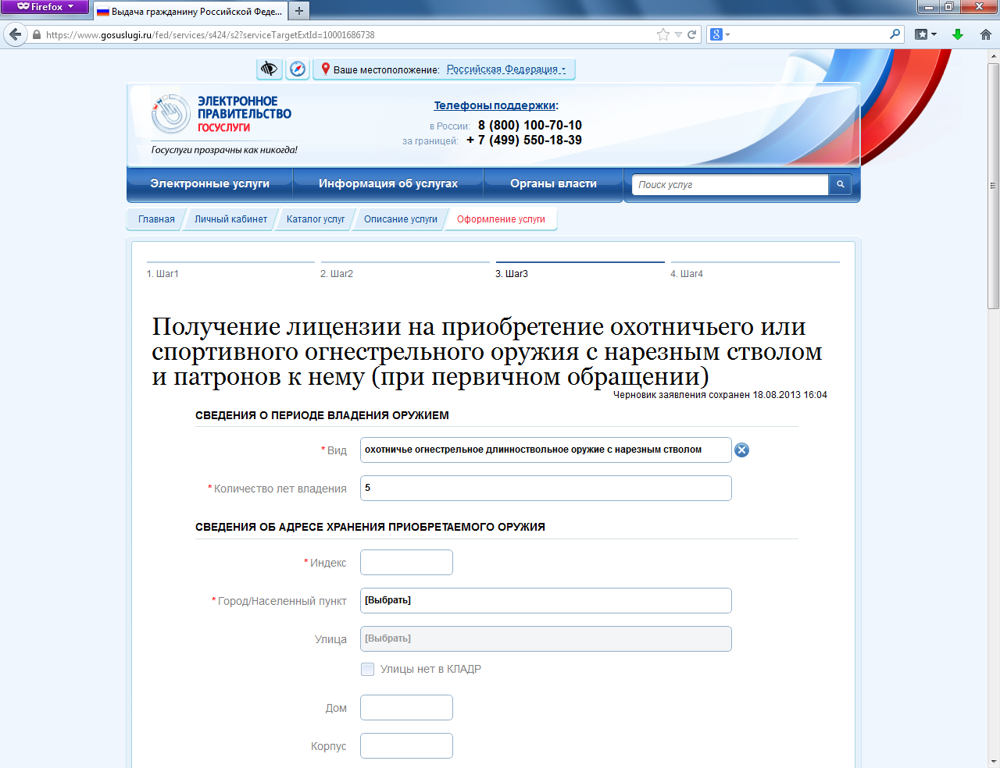 Firefox
Выдача гражданину Российской Феде...
https://www.gosuslugi.ru/fed/services/s424/s2?serviceTargetExtId=10001686738
8
Ваше местоположение: Российская Федерация
ЭЛЕКТРОННОЕ
ПРАВИТЕЛЬСТВО
ГОСУСЛУГИ
Госуслуги прозрачны как никогда!
Телефоны поддержки:
в России: 8 (800) 100-70-10
за границей: + 7 (499) 550-18-39
Электронные услуги Информация об услугах Органы власти Поиск услуг
Главная Личный кабинет Каталог услуг Описание услуги Оформление услуги
1. Шаг1 2. Шаг2 3. Шаг3 4. Шаг4
Получение лицензии на приобретение охотничьего или
спортивного огнестрельного оружия с нарезным стволом
и патронов к нему (при первичном обращении)
Черновик заявления сохранен 18.08.2013 16:04
СВЕДЕНИЯ О ПЕРИОДЕ ВЛАДЕНИЯ ОРУЖИЕМ
* Вид охотничье огнестрельное длинноствольное оружие с нарезным стволом
* Количество лет владения 5
СВЕДЕНИЯ ОБ АДРЕСЕ ХРАНЕНИЯ ПРИОБРЕТАЕМОГО ОРУЖИЯ
* Индекс
* Город/Населенный пункт [Выбрать]
Улица [Выбрать]
Улицы нет в КЛАДР
Дом
Корпус